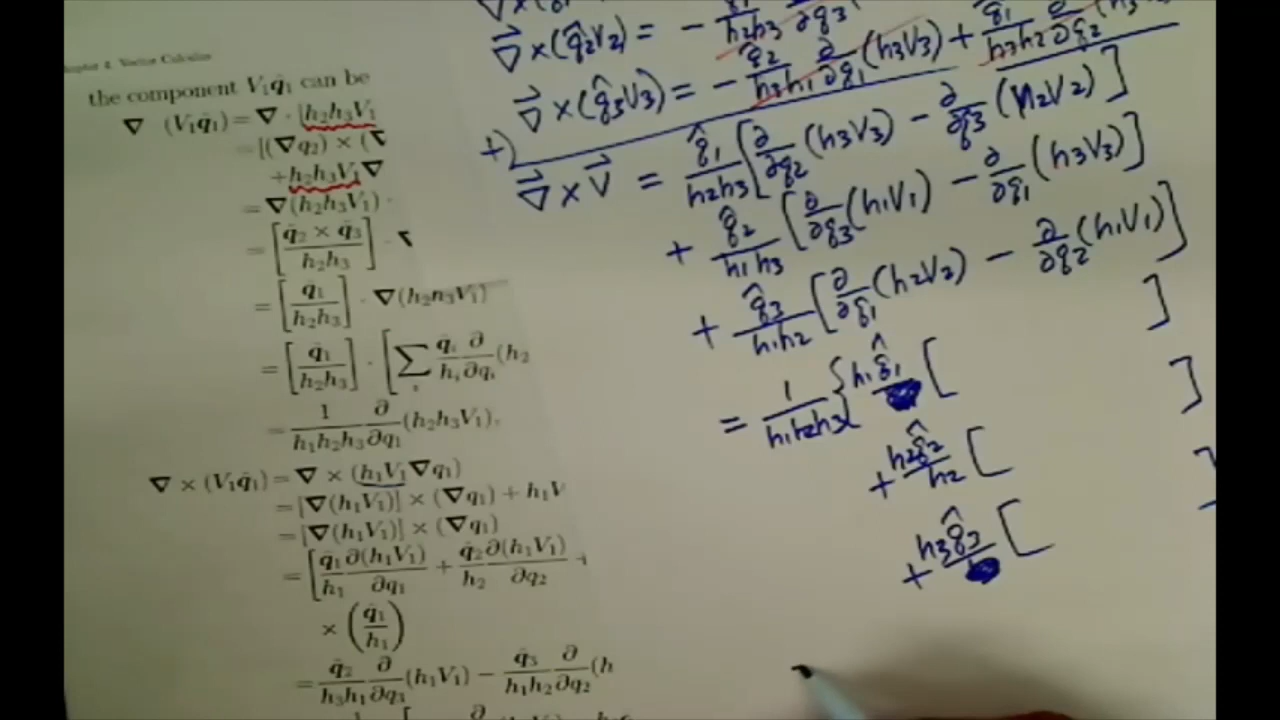 Chapter 4. Vector Calculus
the component V₁q̂₁ can be
∇ (V₁q̂₁) = ∇ · [h₂h₃V₁
= [(∇q₂) × (∇
+h₂h₃V₁∇
= ∇(h₂h₃V₁) ·
= [q̂₂ × q̂₃ / h₂h₃] · ∇
= [q̂₁ / h₂h₃] · ∇(h₂h₃V₁)
= [q̂₁ / h₂h₃] · [∑ᵢ q̂ᵢ/hᵢ ∂/∂qᵢ (h₂
= 1/(h₁h₂h₃) ∂/∂q₁ (h₂h₃V₁),
∇ × (V₁q̂₁) = ∇ × (h₁V₁∇q₁)
= [∇(h₁V₁)] × (∇q₁) + h₁V
= [∇(h₁V₁)] × (∇q₁)
= [q̂₁/h₁ ∂(h₁V₁)/∂q₁ + q̂₂/h₂ ∂(h₁V₁)/∂q₂ +
× (q̂₁/h₁)
= q̂₂/(h₃h₁) ∂/∂q₃ (h₁V₁) − q̂₃/(h₁h₂) ∂/∂q₂ (h
∇⃗ × (q̂₂V₂) = − q̂₁/(h₂h₃) ∂/∂q₃
∇⃗ × (q̂₃V₃) = − q̂₂/(h₃h₁) ∂/∂q₁ (h₃V₃) + q̂₁/(h₃h₂) ∂/∂q₂ (h₃
+)
∇⃗ × V⃗ = q̂₁/(h₂h₃) [∂/∂q₂ (h₃V₃) − ∂/∂q₃ (h₂V₂)]
+ q̂₂/(h₁h₃) [∂/∂q₃ (h₁V₁) − ∂/∂q₁ (h₃V₃)]
+ q̂₃/(h₁h₂) [∂/∂q₁ (h₂V₂) − ∂/∂q₂ (h₁V₁)]
= 1/(h₁h₂h₃) { h₁q̂₁ [ ]
+ h₂q̂₂/h₂ [ ]
+ h₃q̂₃ [ ]